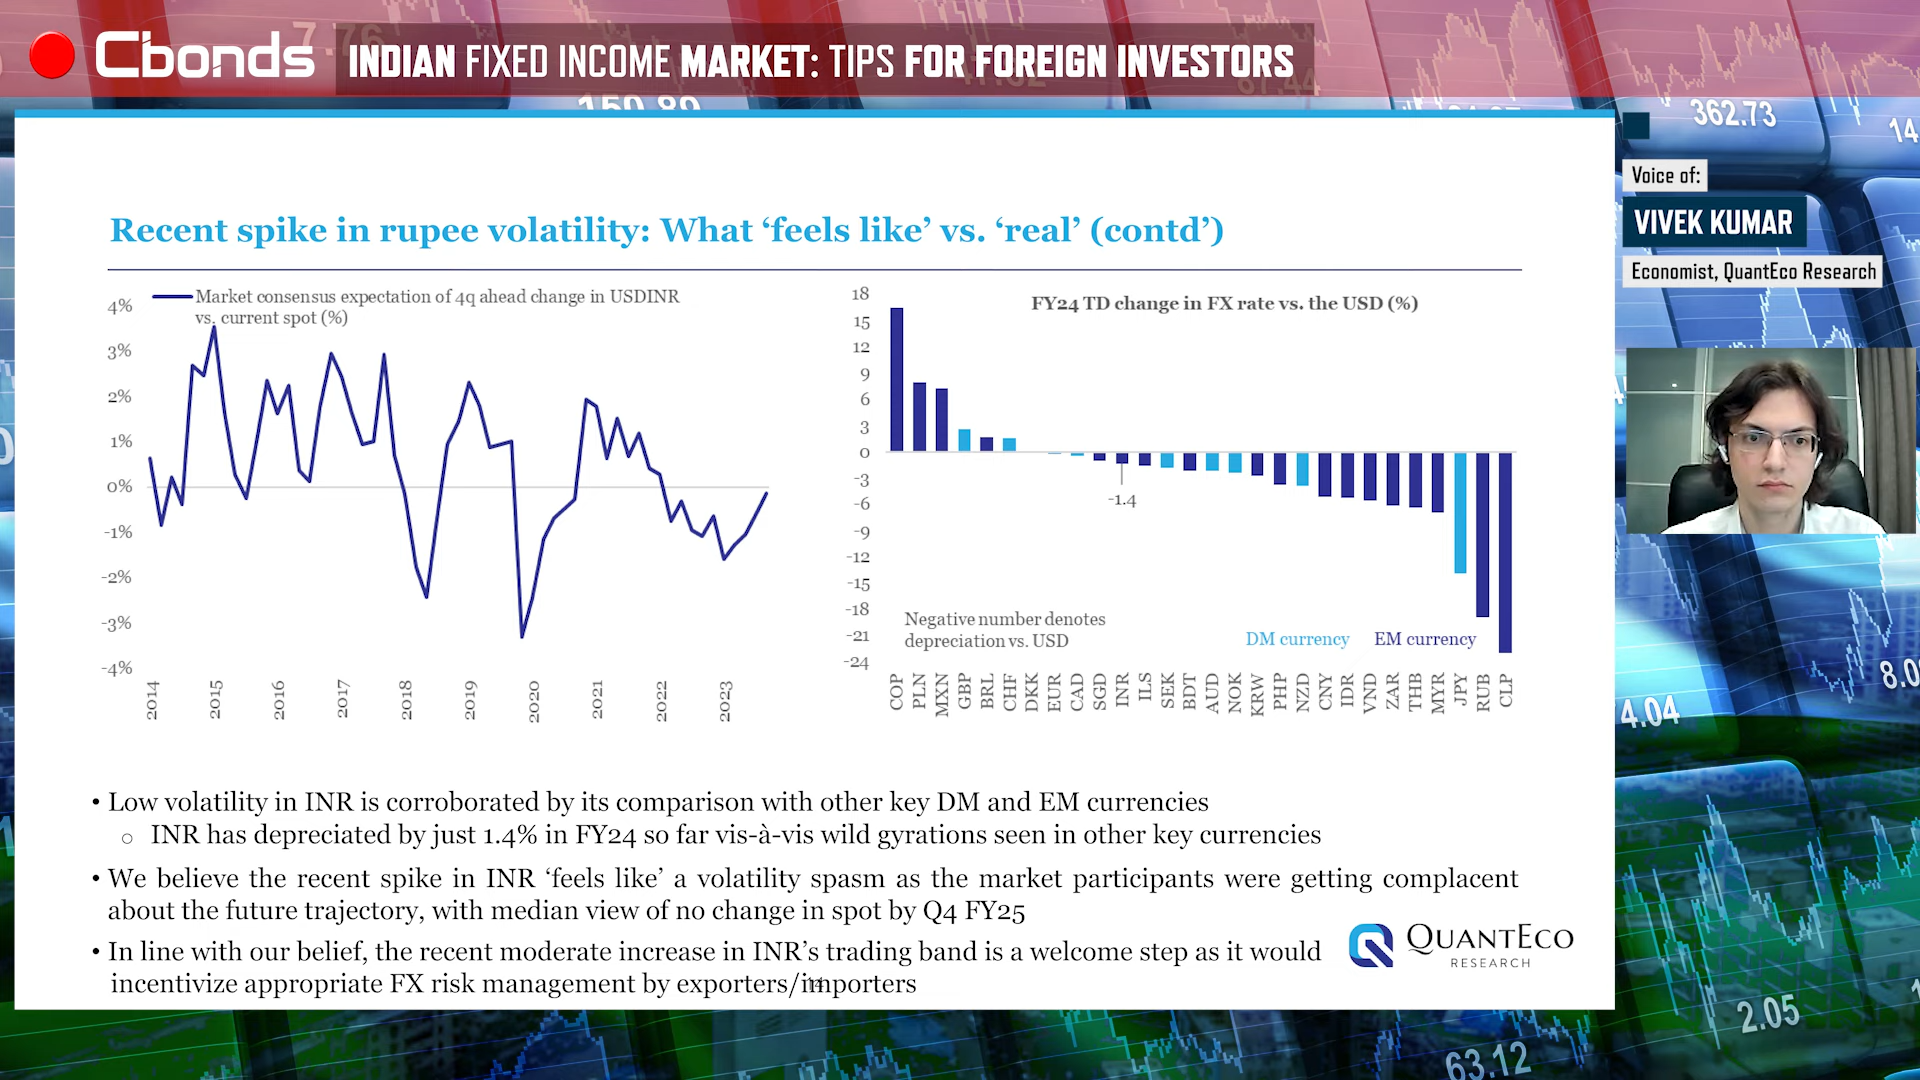 Cbonds
INDIAN FIXED INCOME MARKET: TIPS FOR FOREIGN INVESTORS
7.76
87.44
150.89
362.73
14
Voice of:
VIVEK KUMAR
Economist, QuantEco Research
Recent spike in rupee volatility: What ‘feels like’ vs. ‘real’ (contd’)
Market consensus expectation of 4q ahead change in USDINR
vs. current spot (%)
4%
3%
2%
1%
0%
-1%
-2%
-3%
-4%
2014 2015 2016 2017 2018 2019 2020 2021 2022 2023
FY24 TD change in FX rate vs. the USD (%)
18
15
12
9
6
3
0
-3
-6
-9
-12
-15
-18
-21
-24
-1.4
Negative number denotes
depreciation vs. USD
DM currency EM currency
COP PLN MXN GBP BRL CHF DKK EUR CAD SGD INR ILS SEK BDT AUD NOK KRW PHP NZD CNY IDR VND ZAR THB MYR JPY RUB CLP
• Low volatility in INR is corroborated by its comparison with other key DM and EM currencies
○ INR has depreciated by just 1.4% in FY24 so far vis-à-vis wild gyrations seen in other key currencies
• We believe the recent spike in INR ‘feels like’ a volatility spasm as the market participants were getting complacent
about the future trajectory, with median view of no change in spot by Q4 FY25
• In line with our belief, the recent moderate increase in INR’s trading band is a welcome step as it would
incentivize appropriate FX risk management by exporters/importers
14
QUANTECO
RESEARCH
4.04
8.0
2.05
63.12